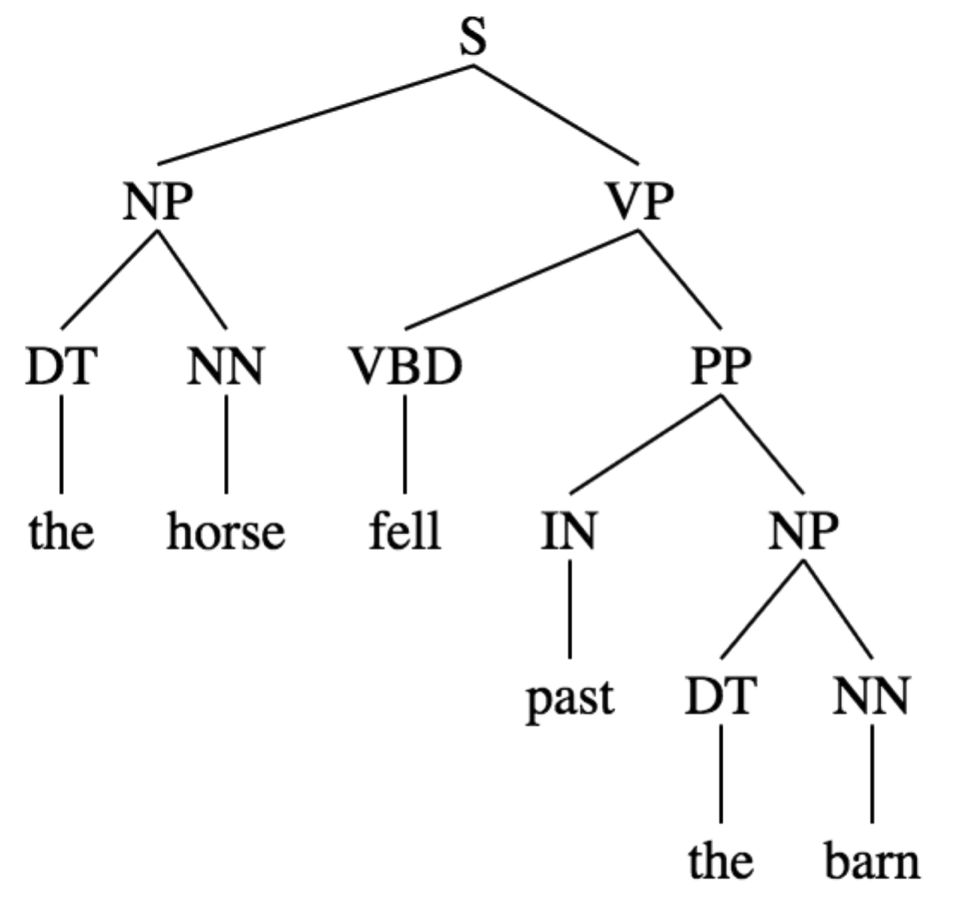 S
NP VP
DT NN VBD PP
the horse fell IN NP
past DT NN
the barn